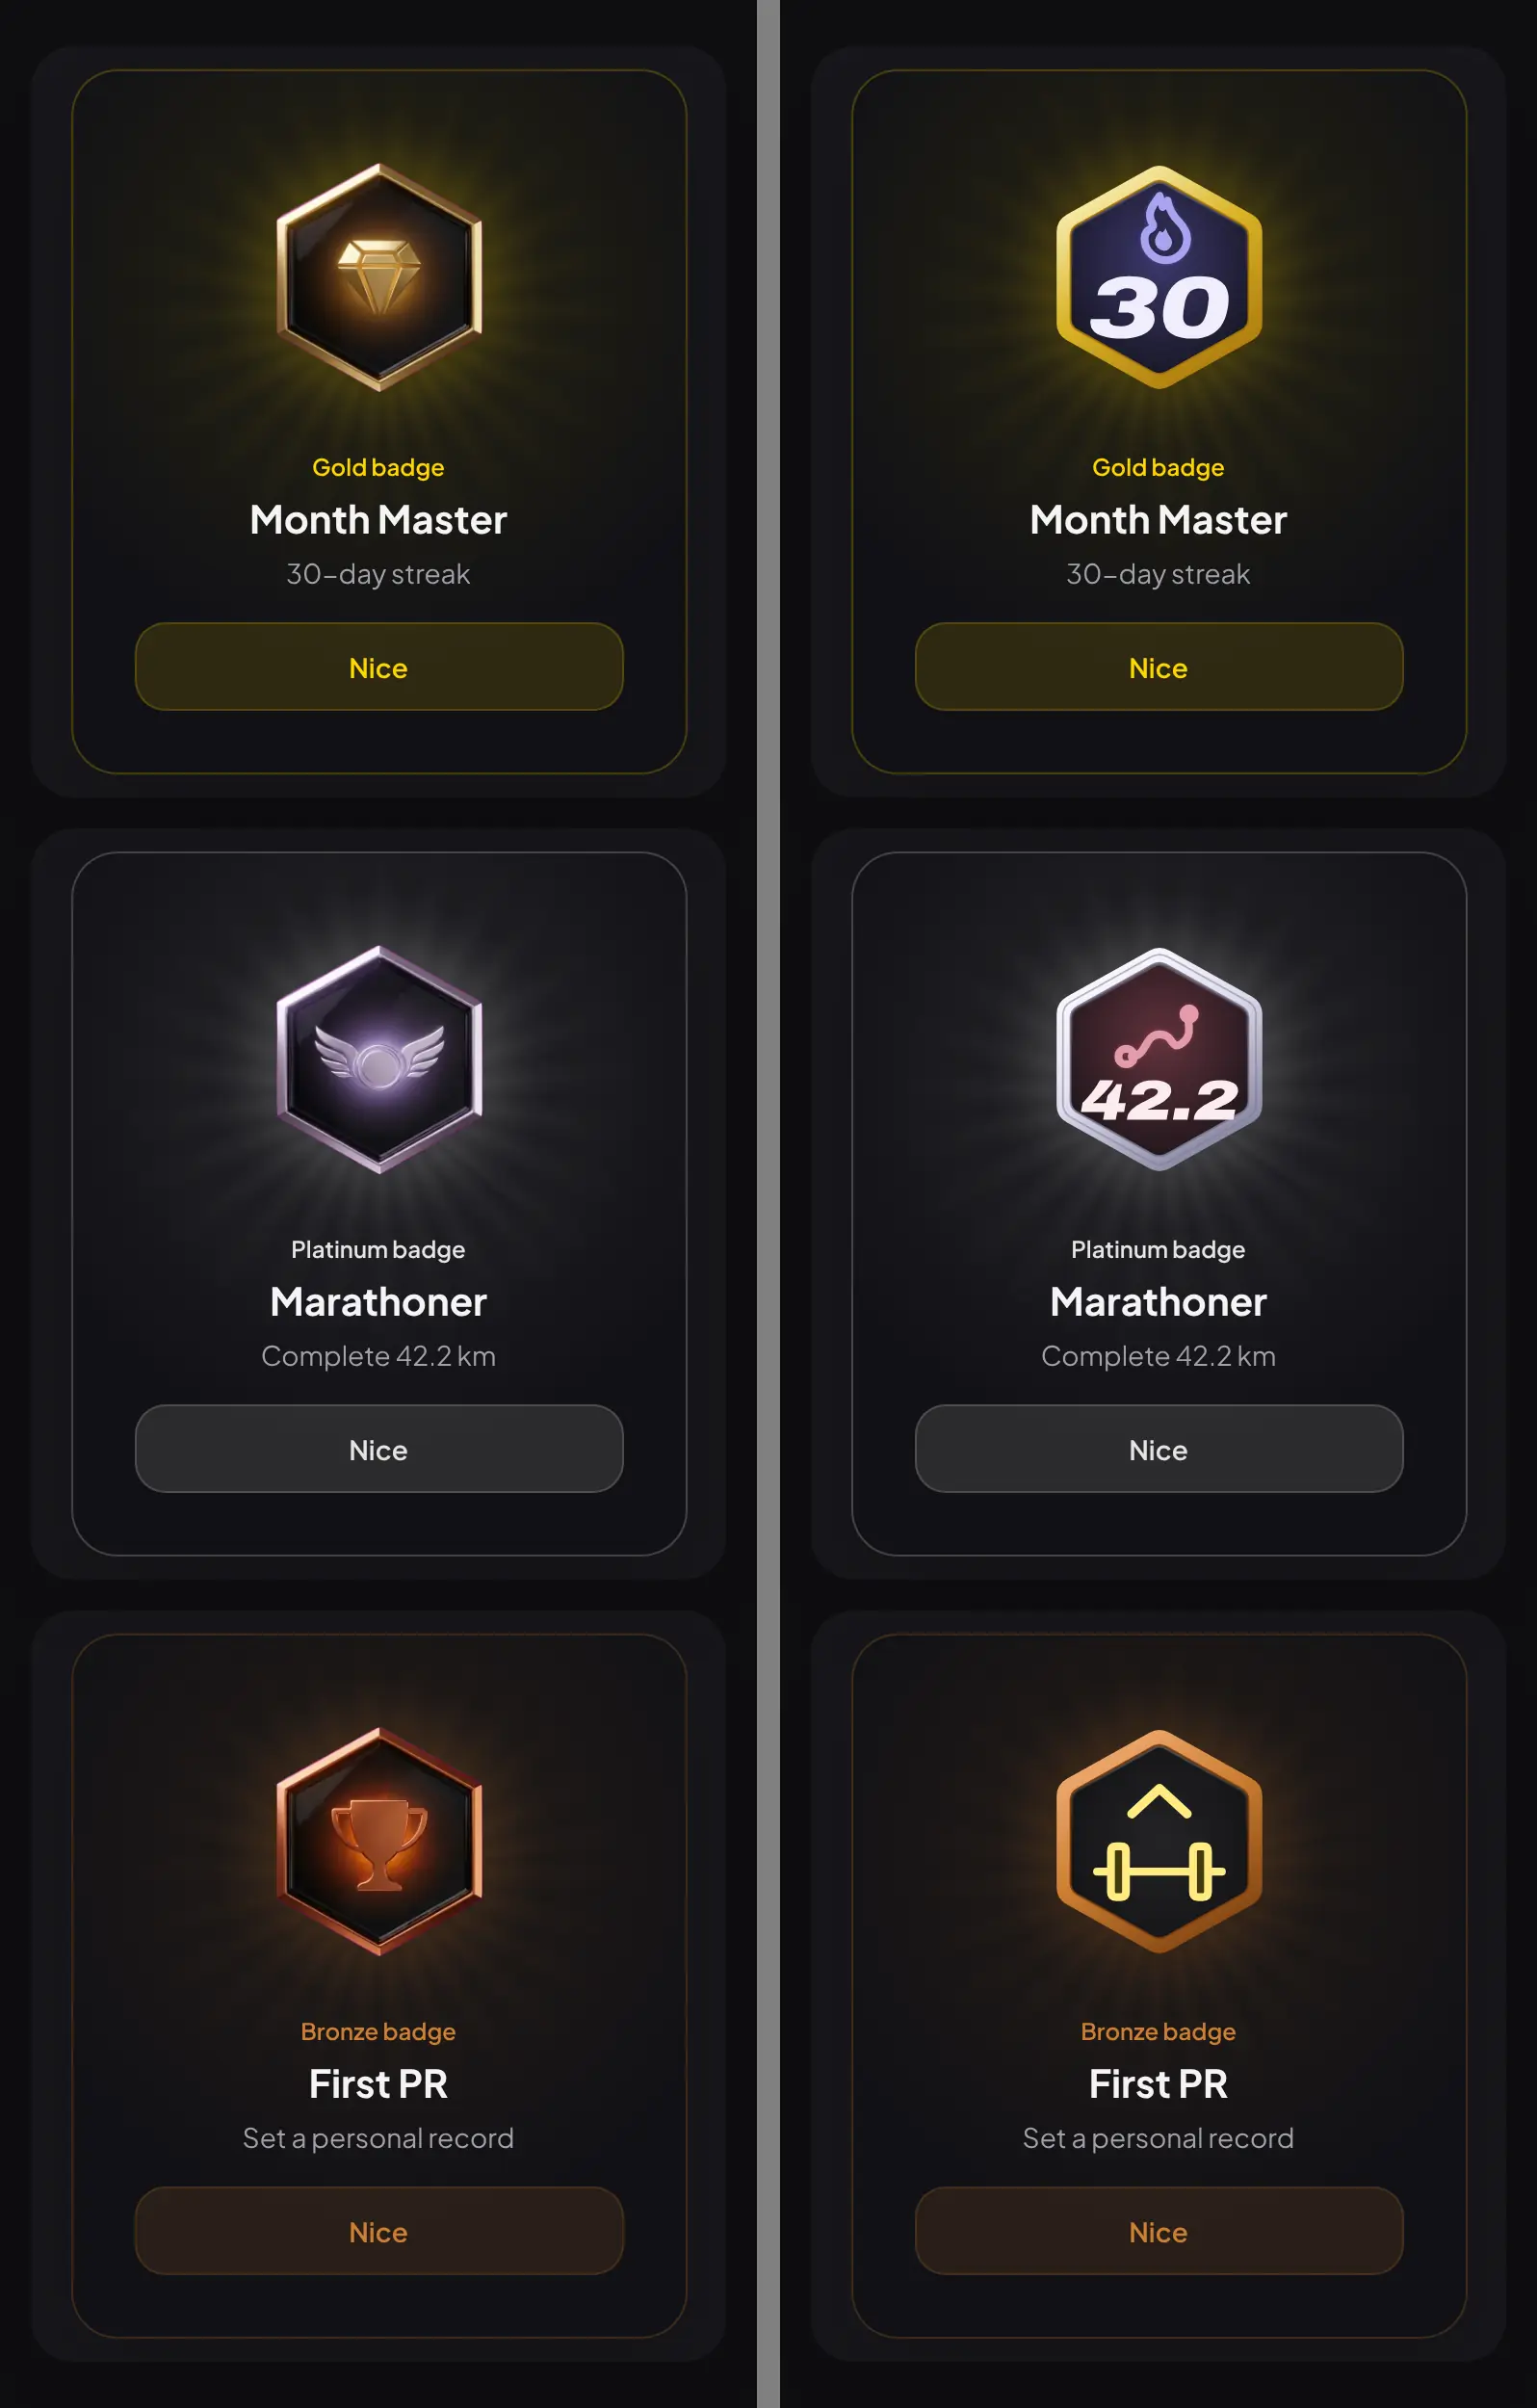 Gold badge
Month Master
30-day streak
Nice
Platinum badge
Marathoner
Complete 42.2 km
Nice
Bronze badge
First PR
Set a personal record
Nice
30
Gold badge
Month Master
30-day streak
Nice
42.2
Platinum badge
Marathoner
Complete 42.2 km
Nice
Bronze badge
First PR
Set a personal record
Nice